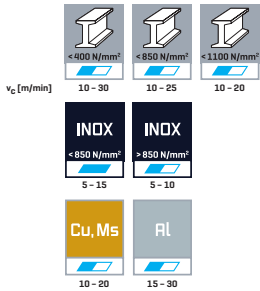 <400 N/mm² <850 N/mm² <1100 N/mm²
vc [m/min] 10 – 30 10 – 25 10 – 20
INOX INOX
<850 N/mm² >850 N/mm²
5 – 15 5 – 10
Cu, Ms Al
10 – 20 15 – 30